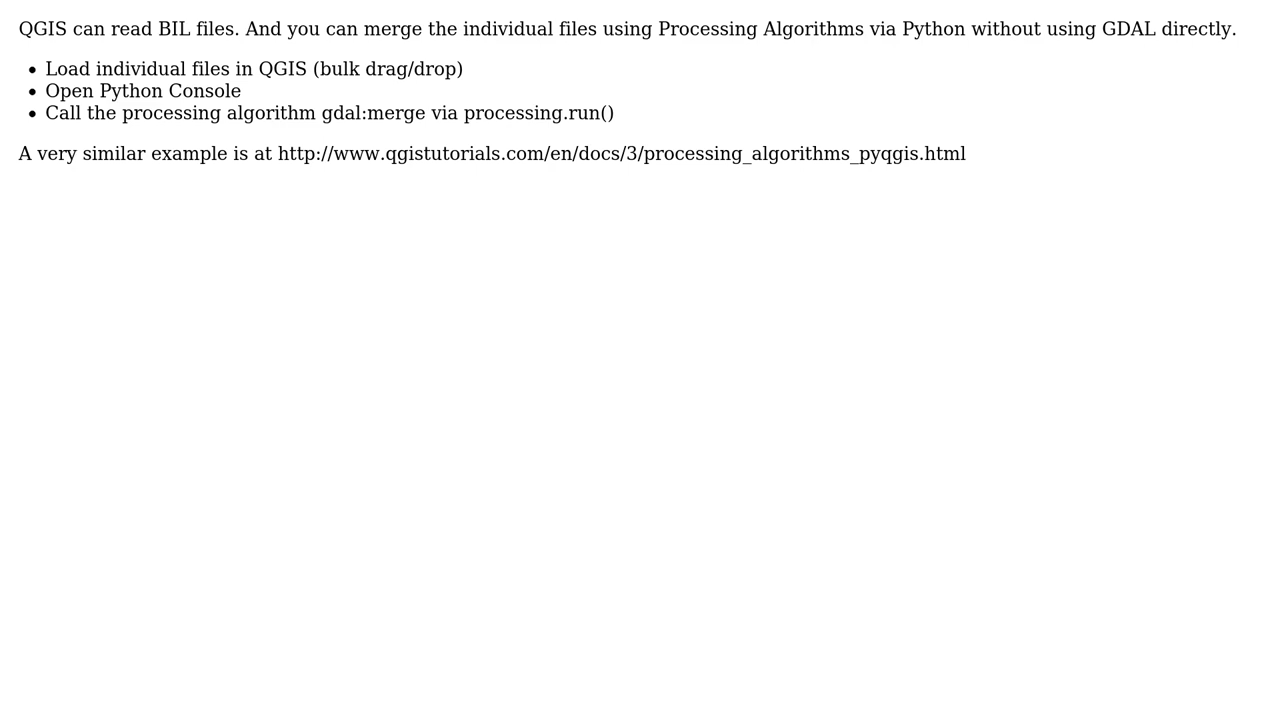 QGIS can read BIL files. And you can merge the individual files using Processing Algorithms via Python without using GDAL directly.
• Load individual files in QGIS (bulk drag/drop)
• Open Python Console
• Call the processing algorithm gdal:merge via processing.run()
A very similar example is at http://www.qgistutorials.com/en/docs/3/processing_algorithms_pyqgis.html